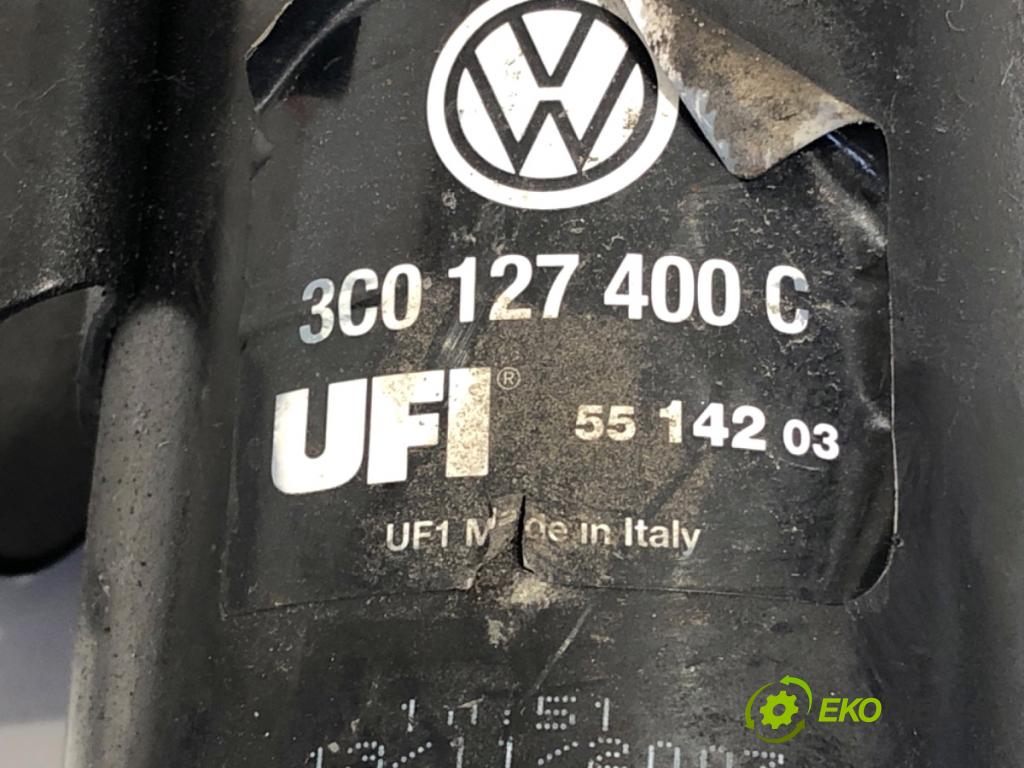 3C0 127 400 C
UFI® 55 142 03
UF1 Made in Italy
EKO